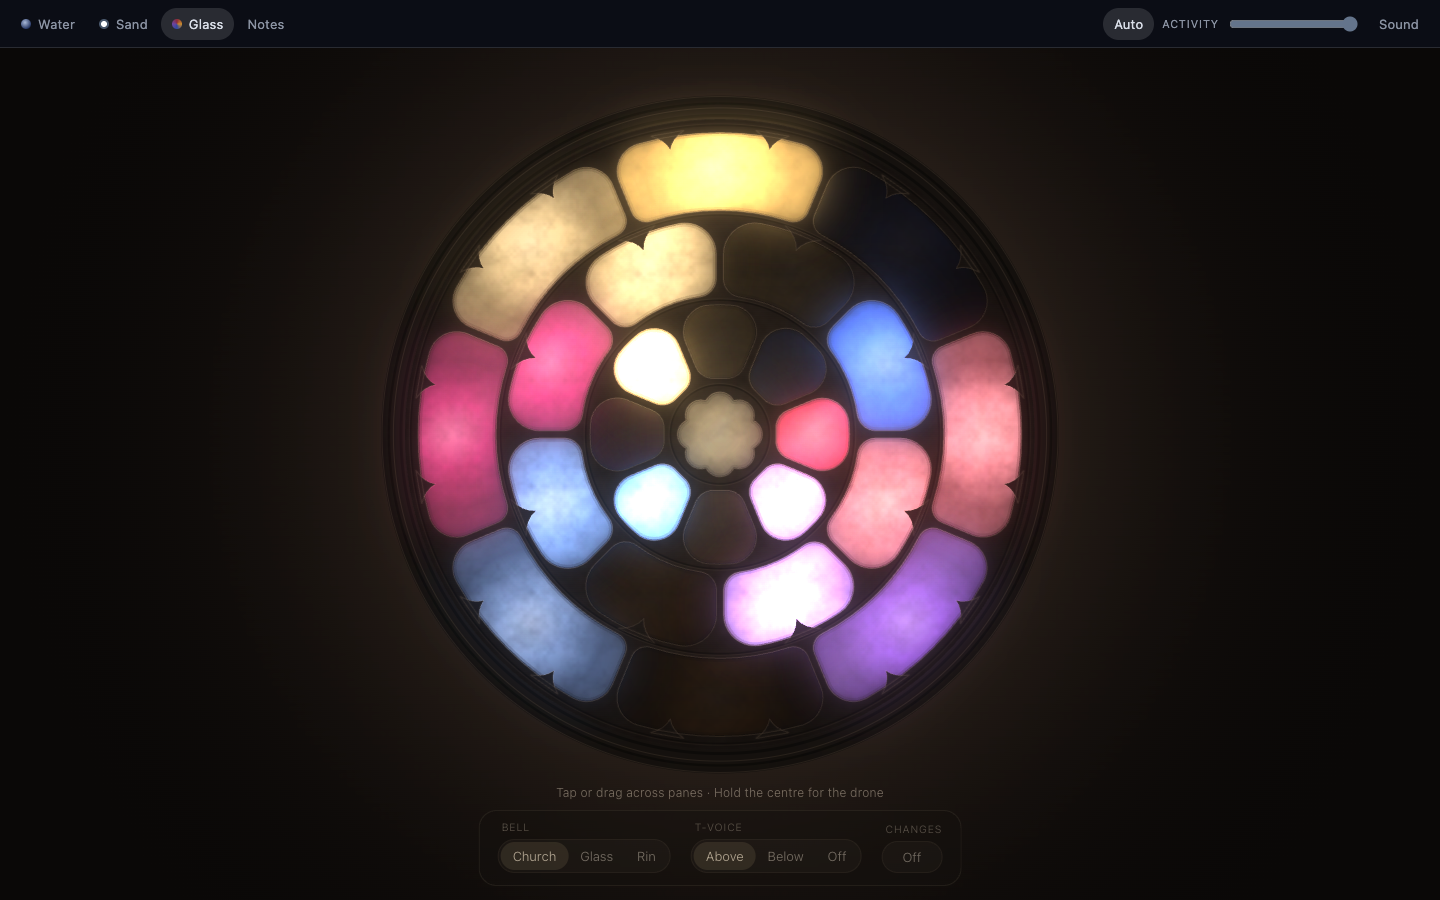 Water Sand Glass Notes Auto ACTIVITY Sound
Tap or drag across panes · Hold the centre for the drone
BELL T-VOICE CHANGES
Church Glass Rin Above Below Off Off